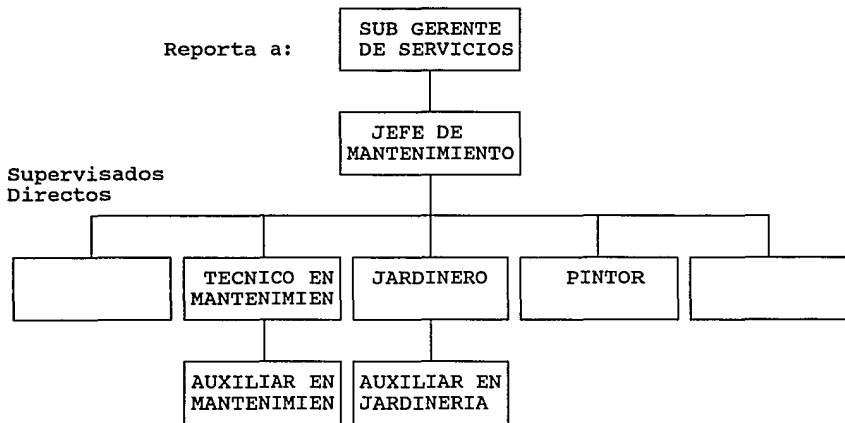 SUB GERENTE
DE SERVICIOS
Reporta a:
JEFE DE
MANTENIMIENTO
Supervisados
Directos
TECNICO EN
MANTENIMIEN
JARDINERO
PINTOR
AUXILIAR EN
MANTENIMIEN
AUXILIAR EN
JARDINERIA